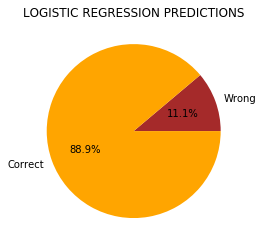 LOGISTIC REGRESSION PREDICTIONS
Wrong
11.1%
88.9%
Correct